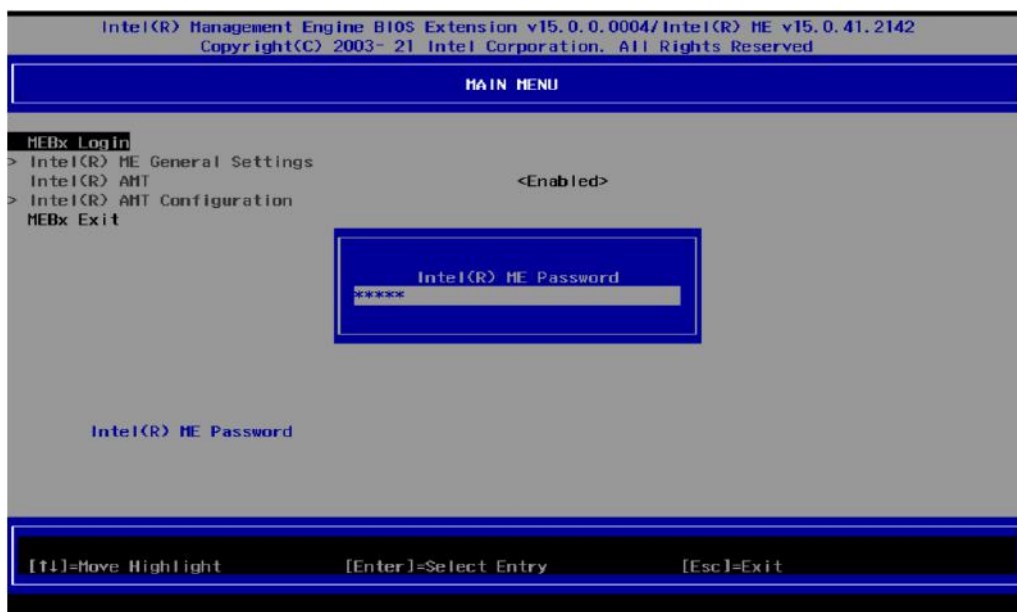 Intel(R) Management Engine BIOS Extension v15.0.0.0004/Intel(R) ME v15.0.41.2142
Copyright(C) 2003- 21 Intel Corporation. All Rights Reserved
MAIN MENU
MEBx Login
> Intel(R) ME General Settings
Intel(R) AMT <Enabled>
> Intel(R) AMT Configuration
MEBx Exit
Intel(R) ME Password
*****
Intel(R) ME Password
[↑↓]=Move Highlight [Enter]=Select Entry [Esc]=Exit